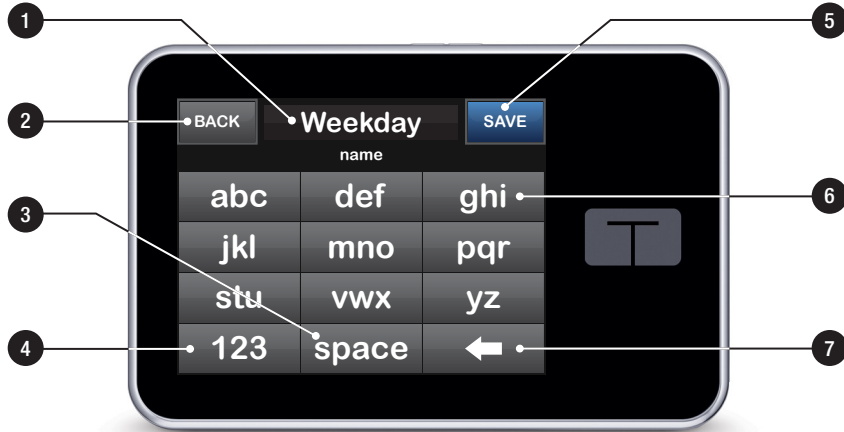 1 5
2 BACK Weekday SAVE
name
abc def ghi 6
3
jkl mno pqr
stu vwx yz
4 123 space 7